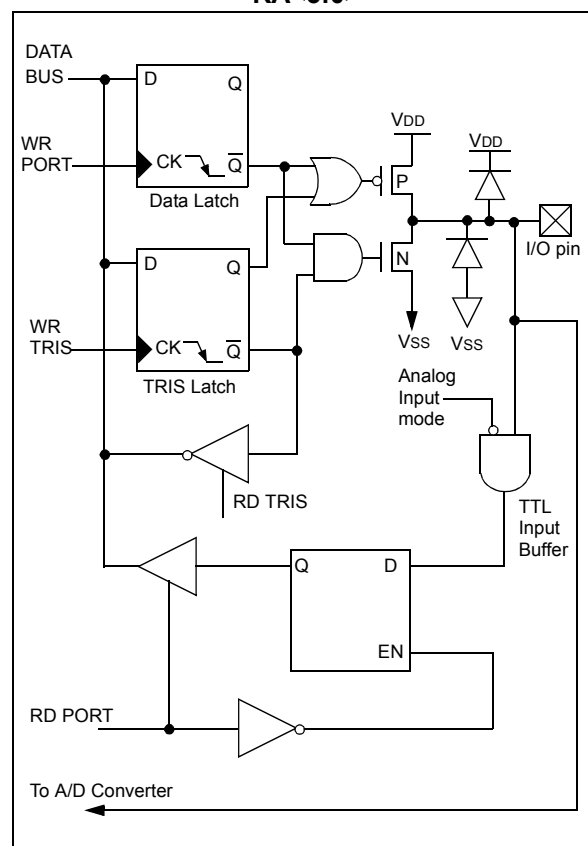 DATA
BUS
D
Q
VDD
VDD
WR
PORT
CK
Q̅
P
Data Latch
I/O pin
D
Q
N
WR
TRIS
CK
Q̅
VSS
VSS
TRIS Latch
Analog
Input
mode
RD TRIS
TTL
Input
Buffer
Q
D
EN
RD PORT
To A/D Converter